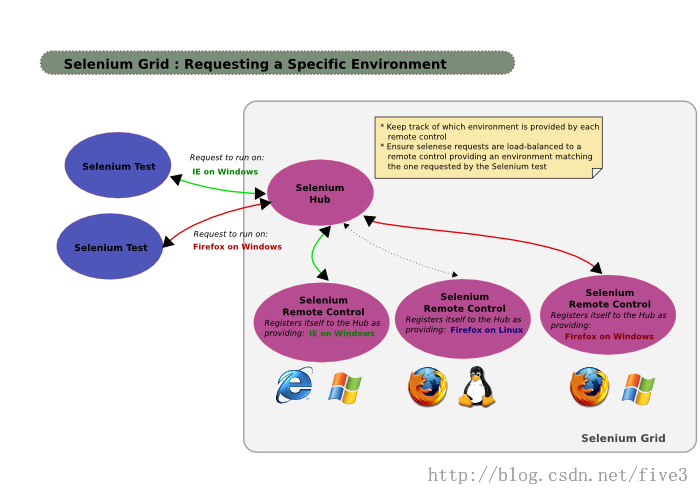 Selenium Grid : Requesting a Specific Environment
* Keep track of which environment is provided by each
remote control
* Ensure selenese requests are load-balanced to a
remote control providing an environment matching
the one requested by the Selenium test
Selenium Test
Request to run on:
IE on Windows
Selenium
Hub
Selenium Test
Request to run on:
Firefox on Windows
Selenium
Remote Control
Registers itself to the Hub as
providing: IE on Windows
Selenium
Remote Control
Registers itself to the Hub as
providing: Firefox on Linux
Selenium
Remote Control
Registers itself to the Hub as
providing:
Firefox on Windows
Selenium Grid
http://blog.csdn.net/five3